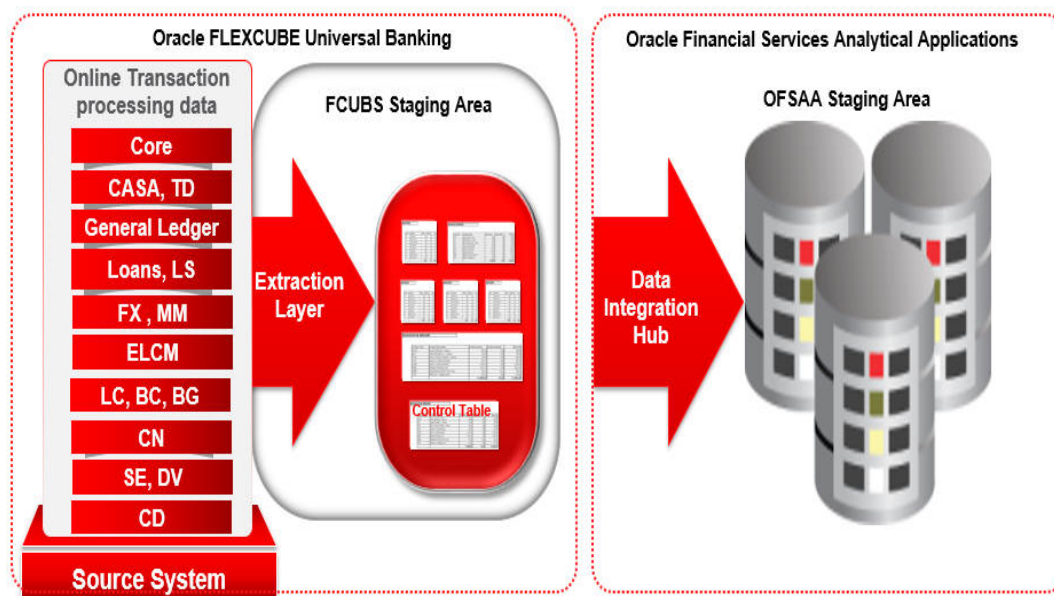 Oracle FLEXCUBE Universal Banking
Online Transaction
processing data
Core
CASA, TD
General Ledger
Loans, LS
FX , MM
ELCM
LC, BC, BG
CN
SE, DV
CD
Source System
Extraction
Layer
FCUBS Staging Area
Control Table
Oracle Financial Services Analytical Applications
Data
Integration
Hub
OFSAA Staging Area